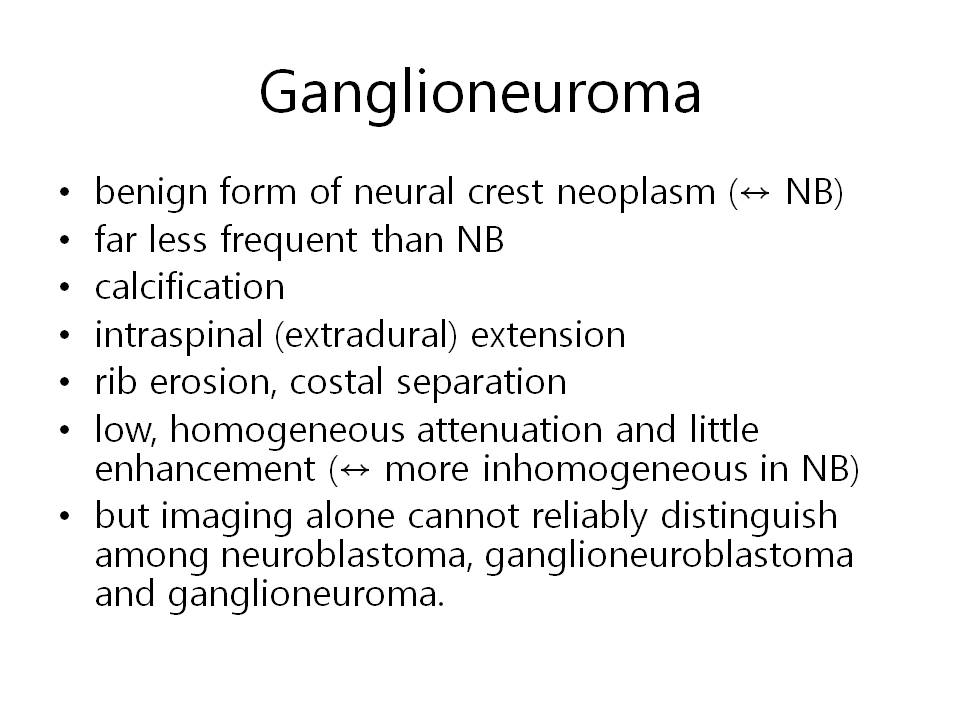 Ganglioneuroma
• benign form of neural crest neoplasm (↔ NB)
• far less frequent than NB
• calcification
• intraspinal (extradural) extension
• rib erosion, costal separation
• low, homogeneous attenuation and little
enhancement (↔ more inhomogeneous in NB)
• but imaging alone cannot reliably distinguish
among neuroblastoma, ganglioneuroblastoma
and ganglioneuroma.